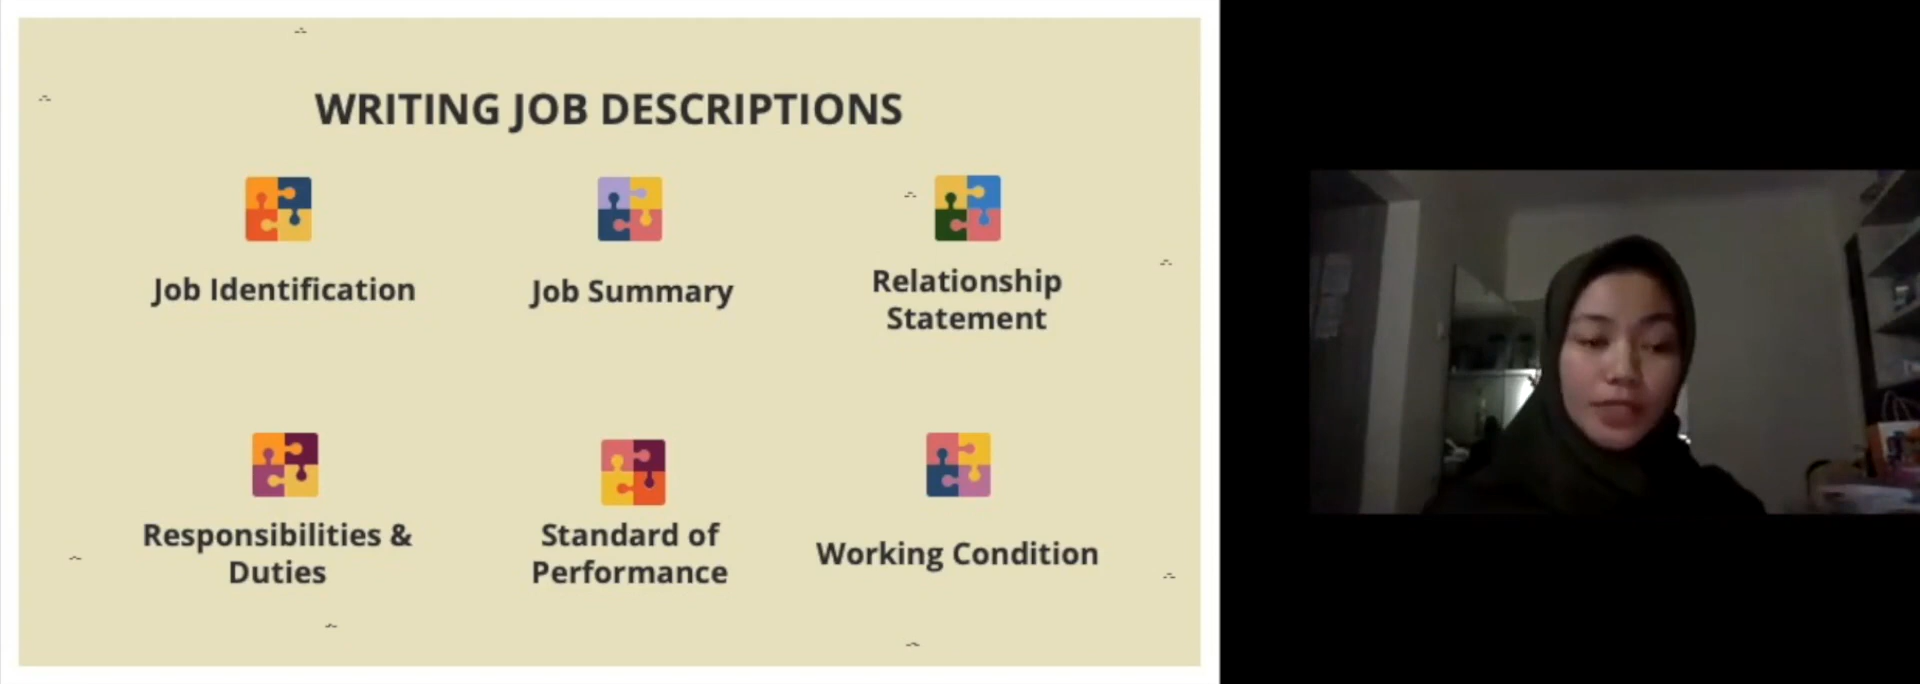 WRITING JOB DESCRIPTIONS
Job Identification
Job Summary
Relationship
Statement
Responsibilities &
Duties
Standard of
Performance
Working Condition